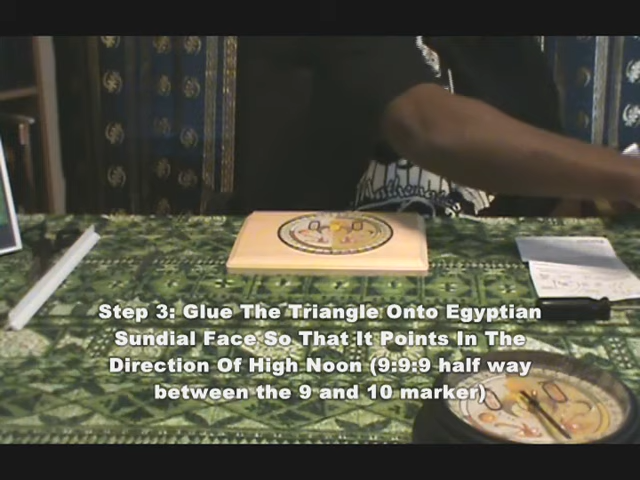 Step 3: Glue The Triangle Onto Egyptian
Sundial Face So That It Points In The
Direction Of High Noon (9:9:9 half way
between the 9 and 10 marker)